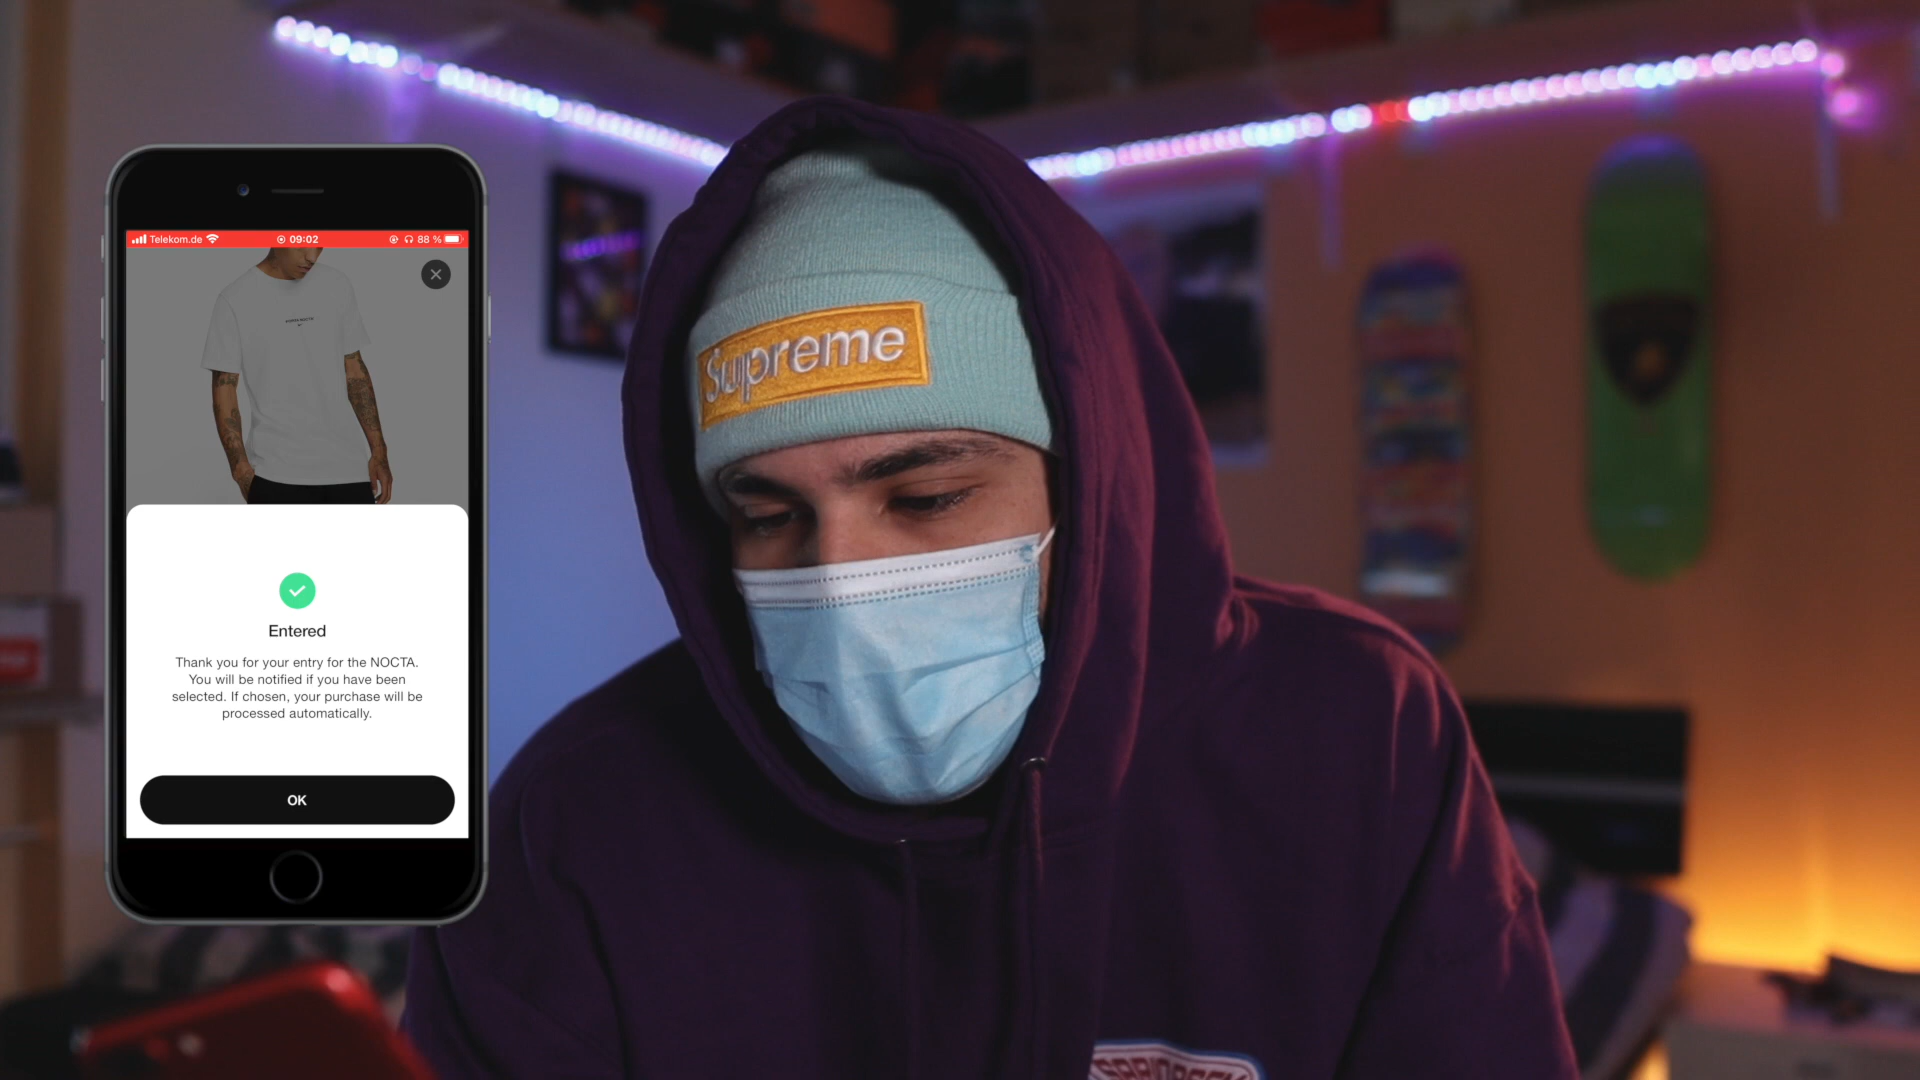 Telekom.de
09:02
88 %
Entered
Thank you for your entry for the NOCTA.
You will be notified if you have been
selected. If chosen, your purchase will be
processed automatically.
OK
Supreme